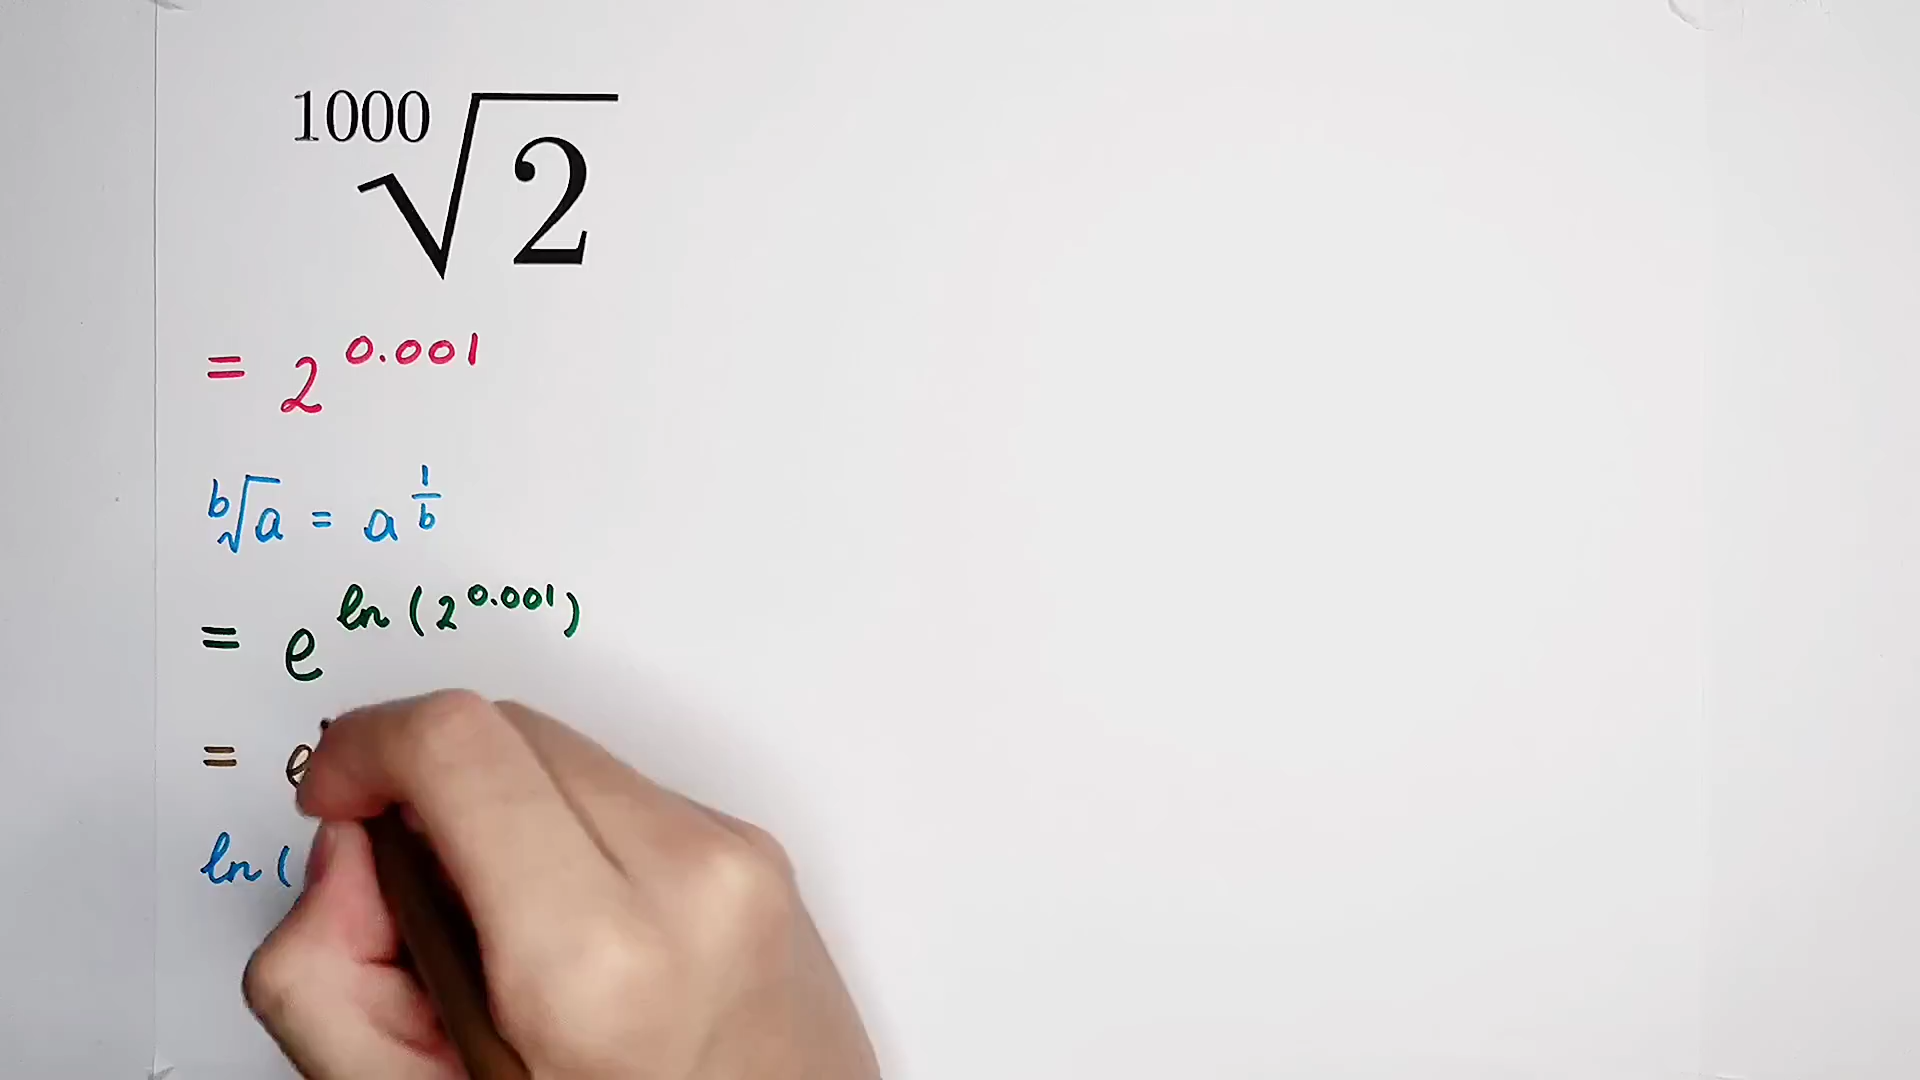 1000√2
= 2^0.001
b√a = a^1/b
= e^ln(2^0.001)
= e
ln(